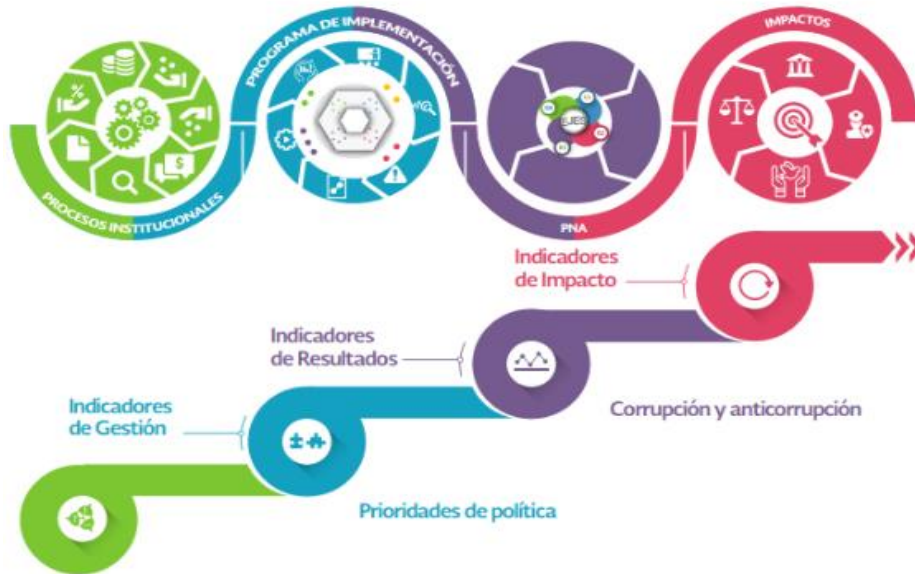 PROGRAMA DE IMPLEMENTACIÓN
IMPACTOS
PROCESOS INSTITUCIONALES
PNA
EJES
Indicadores
de Impacto
Indicadores
de Resultados
Indicadores
de Gestión
Corrupción y anticorrupción
Prioridades de política